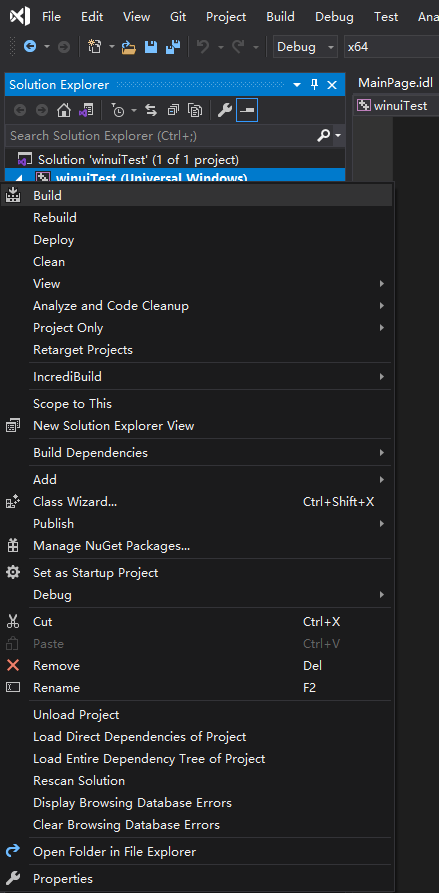 File Edit View Git Project Build Debug Test
Debug x64
Solution Explorer
MainPage.idl
winuiTest
Search Solution Explorer (Ctrl+;)
Solution 'winuiTest' (1 of 1 project)
winuiTest (Universal Windows)
Build
Rebuild
Deploy
Clean
View
Analyze and Code Cleanup
Project Only
Retarget Projects
IncrediBuild
Scope to This
New Solution Explorer View
Build Dependencies
Add
Class Wizard... Ctrl+Shift+X
Publish
Manage NuGet Packages...
Set as Startup Project
Debug
Cut Ctrl+X
Paste Ctrl+V
Remove Del
Rename F2
Unload Project
Load Direct Dependencies of Project
Load Entire Dependency Tree of Project
Rescan Solution
Display Browsing Database Errors
Clear Browsing Database Errors
Open Folder in File Explorer
Properties